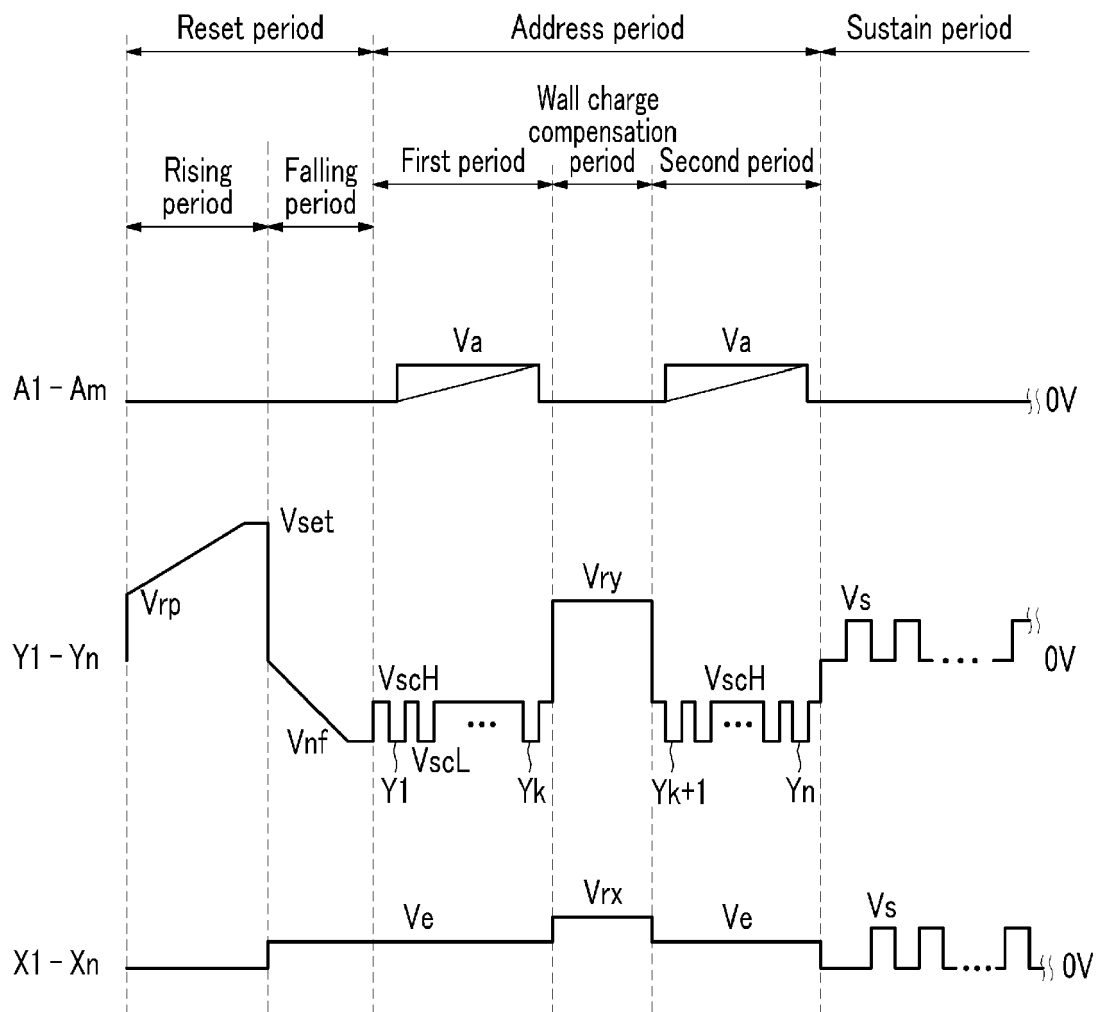 Reset period
Address period
Sustain period
Wall charge
compensation
First period
period
Second period
Rising
period
Falling
period
Va
Va
A1 – Am
0V
Vset
Vrp
Vry
Vs
Y1 – Yn
0V
VscH
VscH
Vnf
VscL
...
...
...
Y1
Yk
Yk+1
Yn
Vrx
Ve
Ve
Vs
X1 – Xn
...
0V